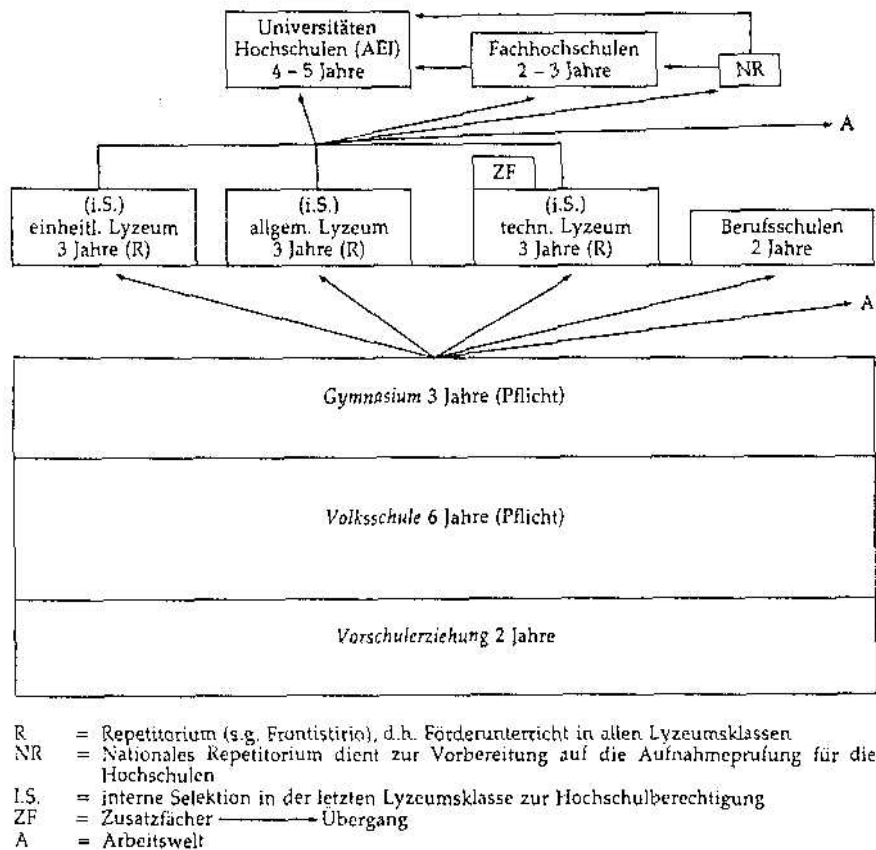 Universitäten
Hochschulen (AEI)
4 – 5 Jahre
Fachhochschulen
2 – 3 Jahre
NR
A
ZF
(i.S.)
einheitl. Lyzeum
3 Jahre (R)
(i.S.)
allgem. Lyzeum
3 Jahre (R)
(i.S.)
techn. Lyzeum
3 Jahre (R)
Berufsschulen
2 Jahre
A
Gymnasium 3 Jahre (Pflicht)
Volksschule 6 Jahre (Pflicht)
Vorschulerziehung 2 Jahre
R = Repetitorium (s.g. Frontistirio), d.h. Förderunterricht in allen Lyzeumsklassen
NR = Nationales Repetitorium dient zur Vorbereitung auf die Aufnahmeprufung für die
Hochschulen
I.S. = interne Selektion in der letzten Lyzeumsklasse zur Hochschulberechtigung
ZF = Zusatzfächer Übergang
A = Arbeitswelt